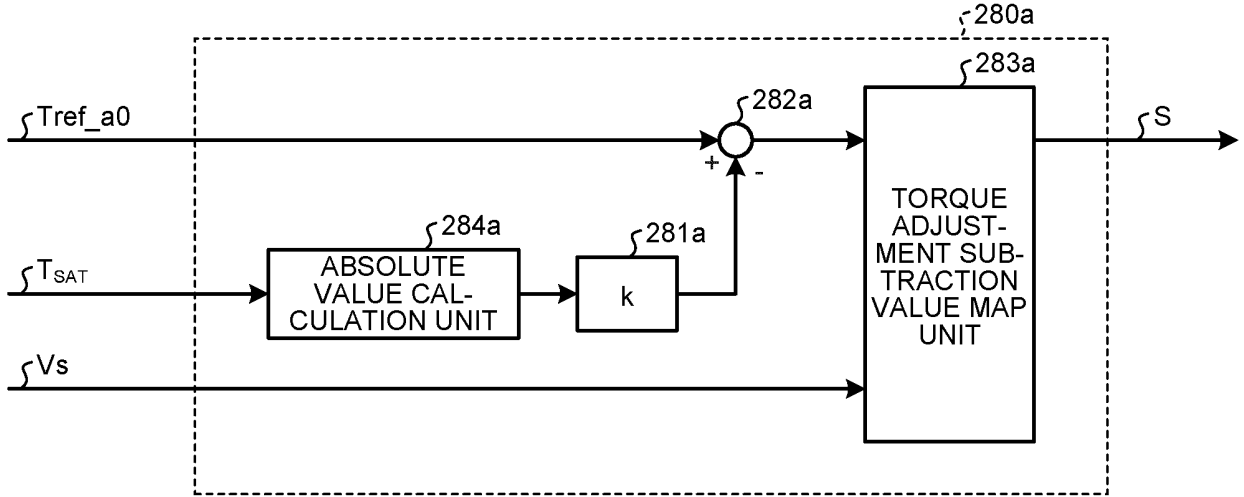 280a
283a
Tref_a0
282a
S
+
-
TORQUE
ADJUST-
MENT SUB-
TRACTION
VALUE MAP
UNIT
284a
281a
TSAT
ABSOLUTE
VALUE CAL-
CULATION UNIT
k
Vs